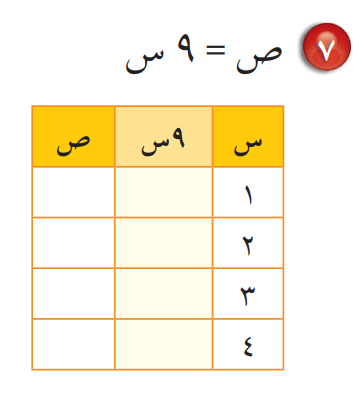 ٧ ص = ٩ س
س ٩س ص
١
٢
٣
٤